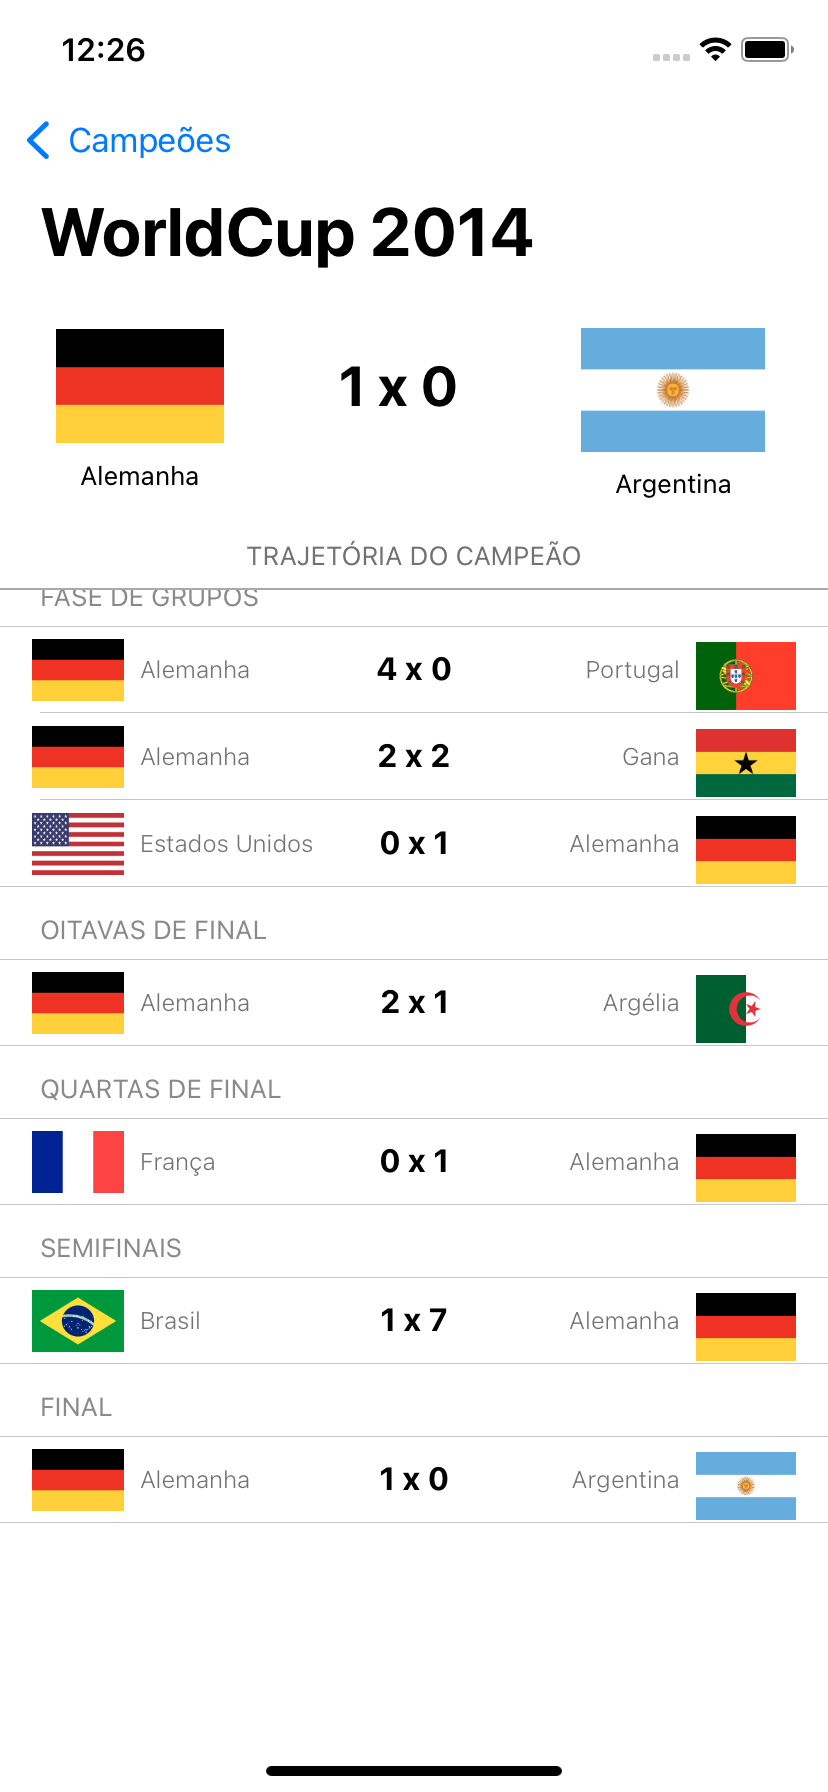 12:26
Campeões
WorldCup 2014
1 x 0
Alemanha
Argentina
TRAJETÓRIA DO CAMPEÃO
FASE DE GRUPOS
Alemanha 4 x 0 Portugal
Alemanha 2 x 2 Gana
Estados Unidos 0 x 1 Alemanha
OITAVAS DE FINAL
Alemanha 2 x 1 Argélia
QUARTAS DE FINAL
França 0 x 1 Alemanha
SEMIFINAIS
Brasil 1 x 7 Alemanha
FINAL
Alemanha 1 x 0 Argentina